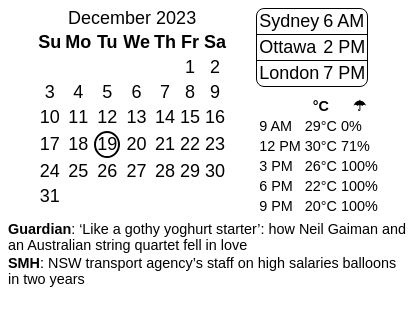 December 2023
Su Mo Tu We Th Fr Sa
1 2
3 4 5 6 7 8 9
10 11 12 13 14 15 16
17 18 19 20 21 22 23
24 25 26 27 28 29 30
31
Sydney 6 AM
Ottawa 2 PM
London 7 PM
°C ☂
9 AM 29°C 0%
12 PM 30°C 71%
3 PM 26°C 100%
6 PM 22°C 100%
9 PM 20°C 100%
Guardian: ‘Like a gothy yoghurt starter’: how Neil Gaiman and
an Australian string quartet fell in love
SMH: NSW transport agency’s staff on high salaries balloons
in two years